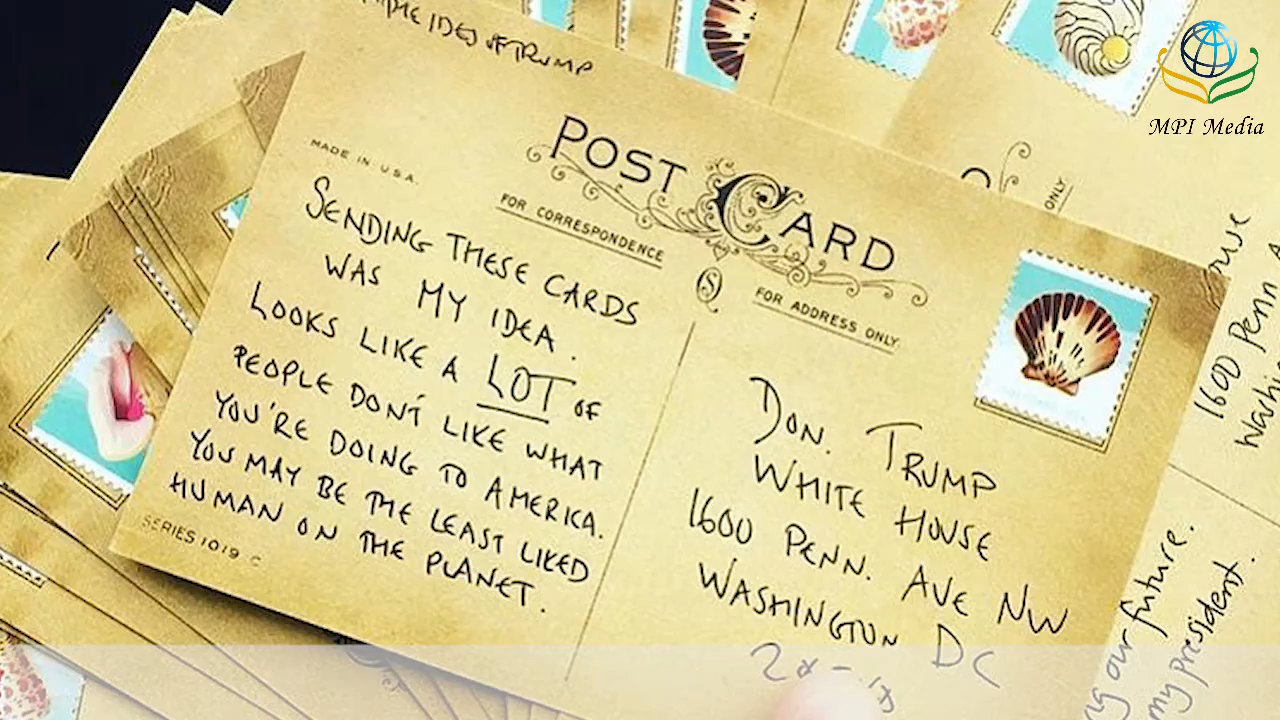 IDES OF TRUMP
POST CARD
MADE IN U.S.A.
FOR CORRESPONDENCE
FOR ADDRESS ONLY.
SENDING THESE CARDS
WAS MY IDEA.
LOOKS LIKE A LOT OF
PEOPLE DON'T LIKE WHAT
YOU'RE DOING TO AMERICA.
YOU MAY BE THE LEAST LIKED
HUMAN ON THE PLANET.
SERIES 1019 C
DON. TRUMP
WHITE HOUSE
1600 PENN. AVE NW
WASHINGTON DC
ONLY.
1600 Penn
our future.
my president.
MPI Media